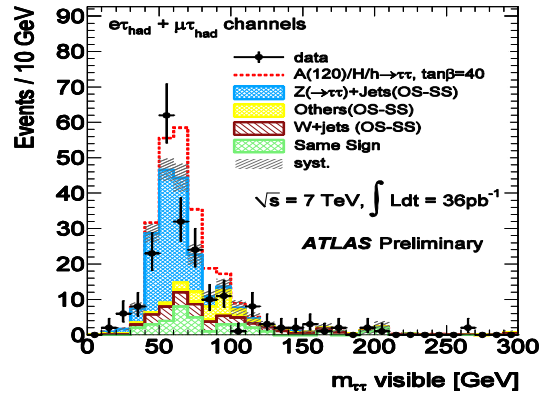 eτhad + μτhad channels
Events / 10 GeV
data
A(120)/H/h→ττ, tanβ=40
Z(→ττ)+Jets(OS-SS)
Others(OS-SS)
W+jets (OS-SS)
Same Sign
syst.
√s = 7 TeV, ∫ Ldt = 36pb⁻¹
ATLAS Preliminary
90
80
70
60
50
40
30
20
10
0
0 50 100 150 200 250 300
mττ visible [GeV]